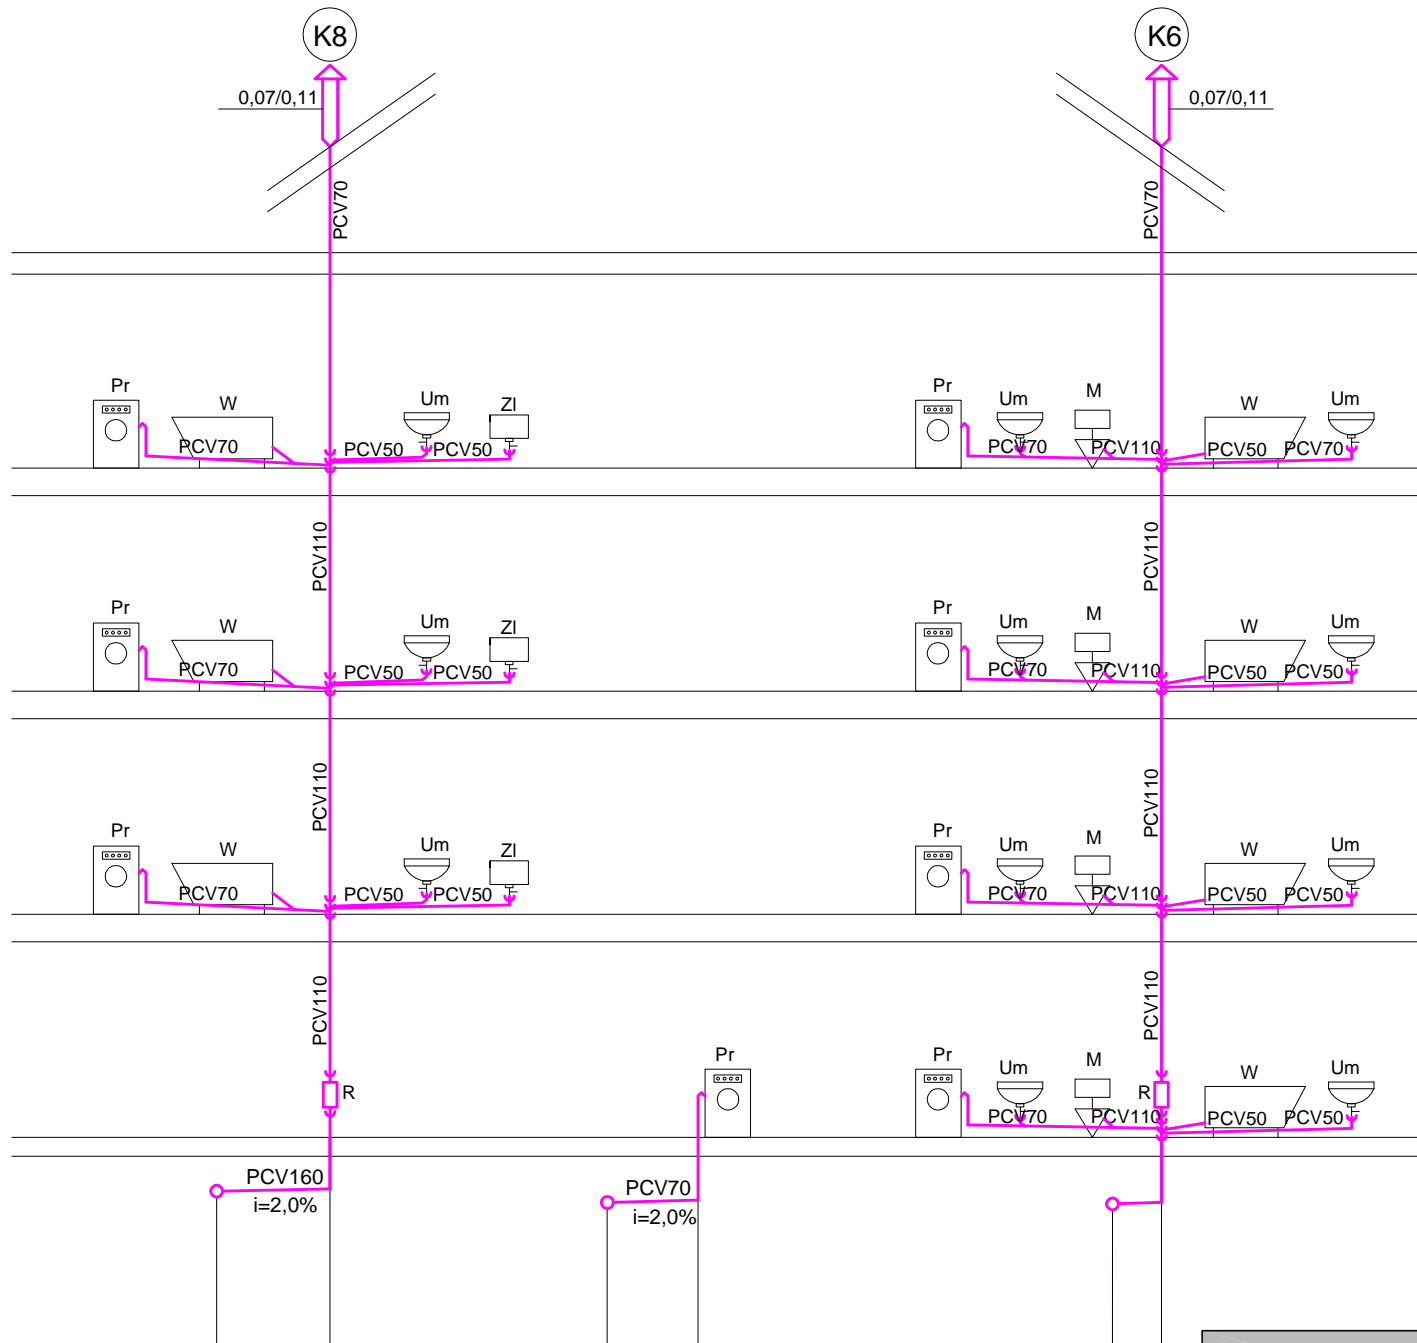 K8 K6
0,07/0,11 0,07/0,11
PCV70 PCV70
Pr W Um Zl Pr Um M W Um
PCV70 PCV50 PCV50 PCV70 PCV110 PCV50 PCV70
PCV110 PCV110
Pr W Um Zl Pr Um M W Um
PCV70 PCV50 PCV50 PCV70 PCV110 PCV50 PCV50
PCV110 PCV110
Pr W Um Zl Pr Um M W Um
PCV70 PCV50 PCV50 PCV70 PCV110 PCV50 PCV50
PCV110 PCV110
R Pr Pr Um M R W Um
PCV70 PCV110 PCV50 PCV50
PCV160 PCV70
i=2,0% i=2,0%